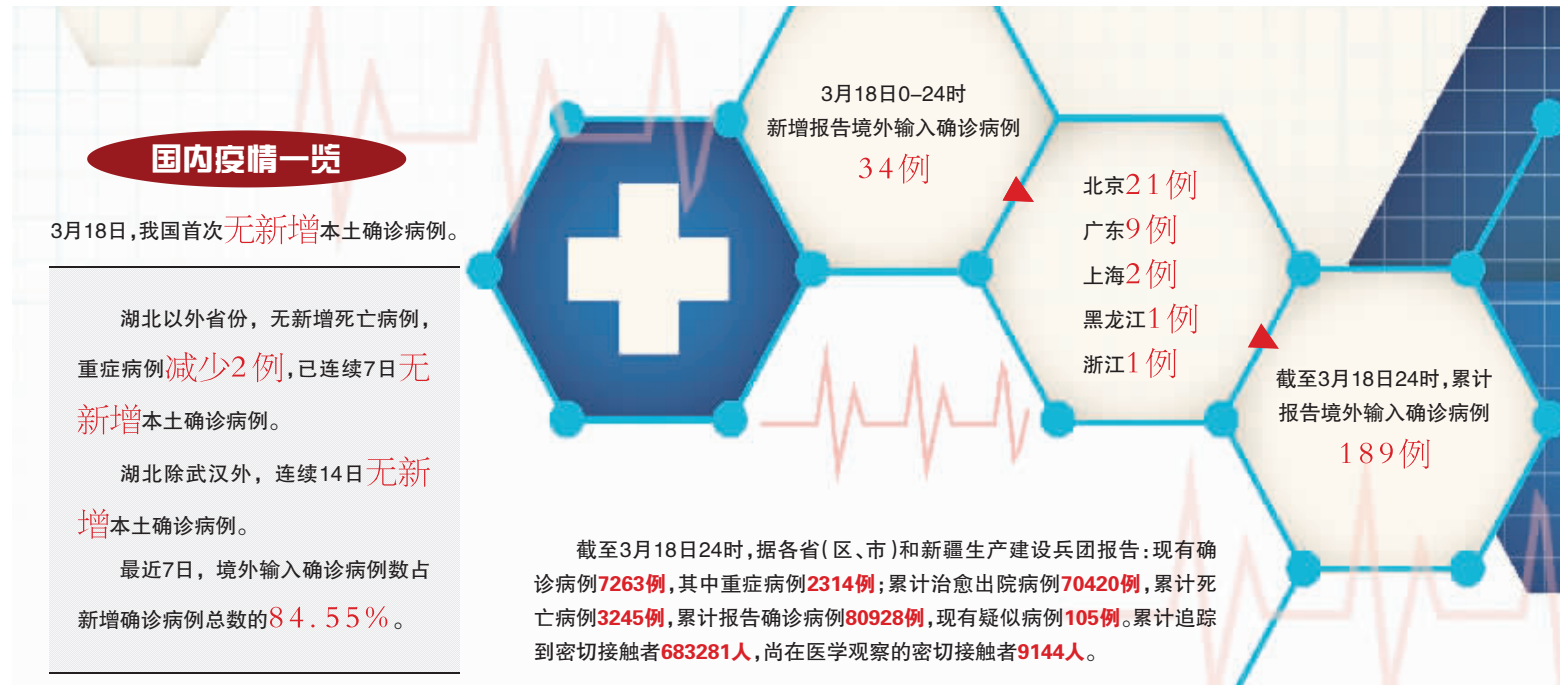 国内疫情一览
3月18日,我国首次无新增本土确诊病例。
湖北以外省份，无新增死亡病例，
重症病例减少2例,已连续7日无
新增本土确诊病例。
湖北除武汉外，连续14日无新
增本土确诊病例。
最近7日，境外输入确诊病例数占
新增确诊病例总数的84.55%。
3月18日0–24时
新增报告境外输入确诊病例
34例
北京21例
广东9例
上海2例
黑龙江1例
浙江1例
截至3月18日24时,累计
报告境外输入确诊病例
189例
截至3月18日24时,据各省(区、市)和新疆生产建设兵团报告:现有确
诊病例7263例,其中重症病例2314例;累计治愈出院病例70420例,累计死
亡病例3245例,累计报告确诊病例80928例,现有疑似病例105例。累计追踪
到密切接触者683281人,尚在医学观察的密切接触者9144人。